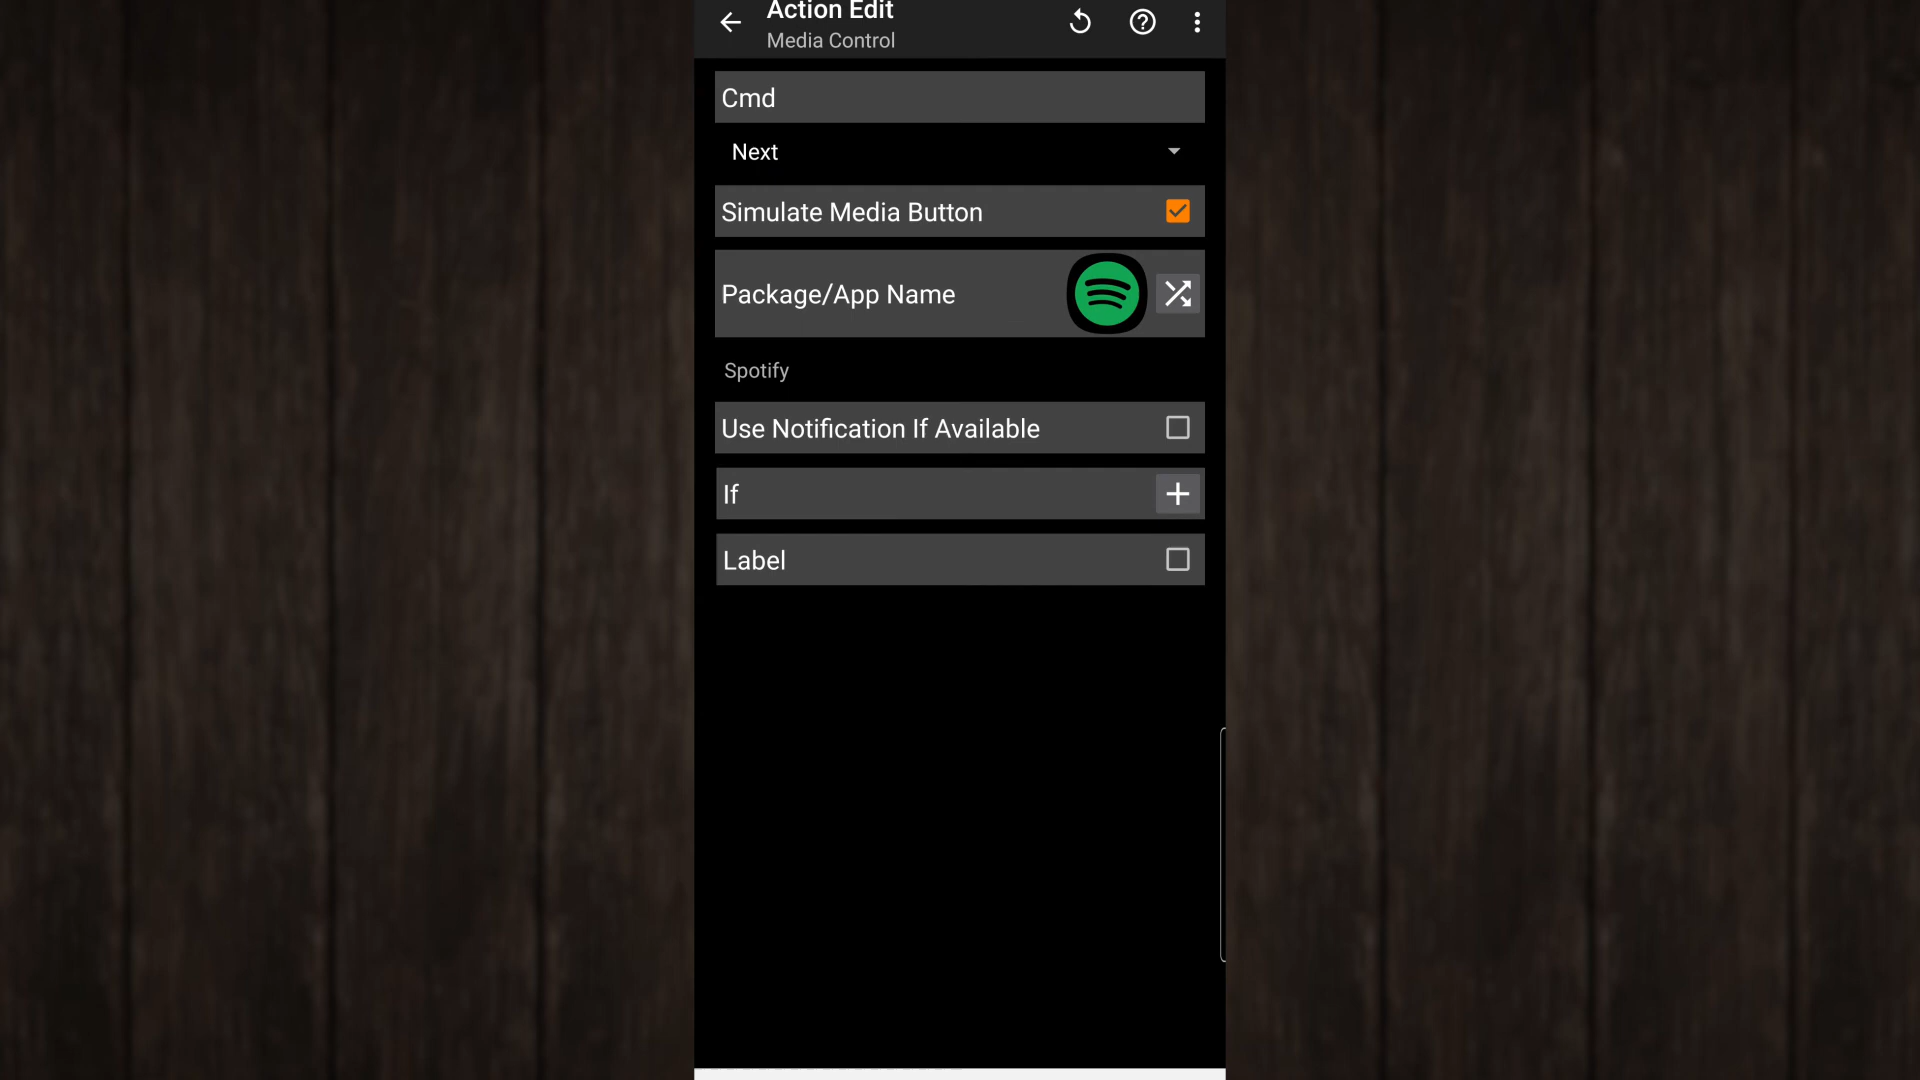 Action Edit
Media Control
Cmd
Next
Simulate Media Button
Package/App Name
Spotify
Use Notification If Available
If
Label